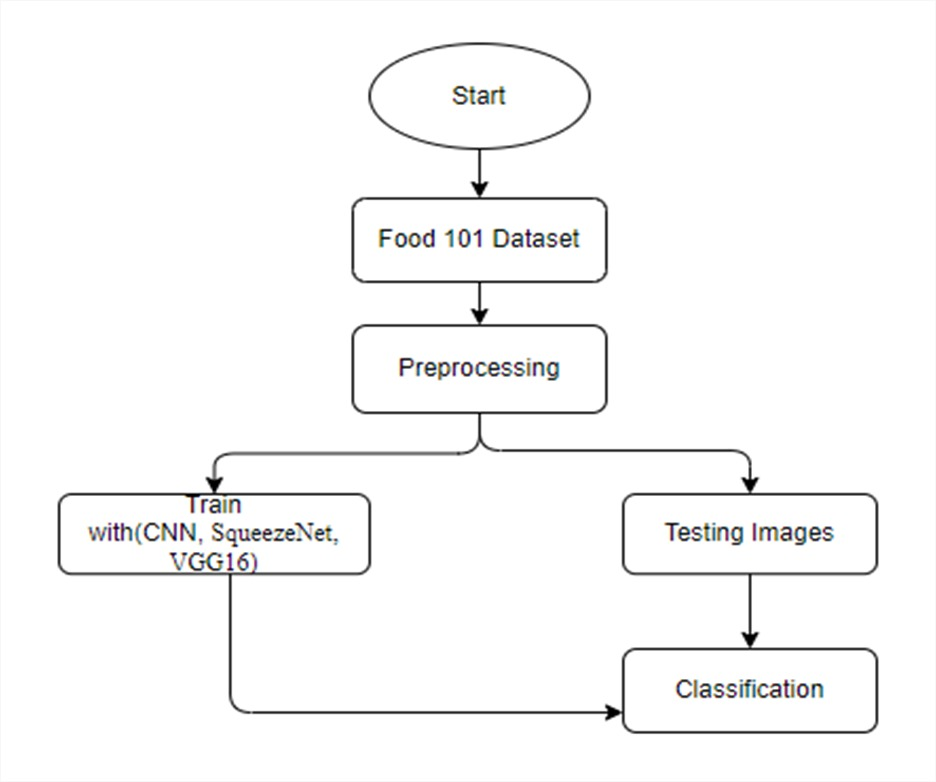 Start
Food 101 Dataset
Preprocessing
Train
with(CNN, SqueezeNet,
VGG16)
Testing Images
Classification